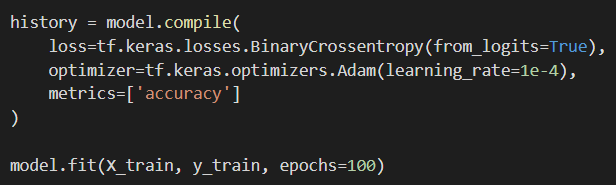 history = model.compile(
    loss=tf.keras.losses.BinaryCrossentropy(from_logits=True),
    optimizer=tf.keras.optimizers.Adam(learning_rate=1e-4),
    metrics=['accuracy']
)

model.fit(X_train, y_train, epochs=100)